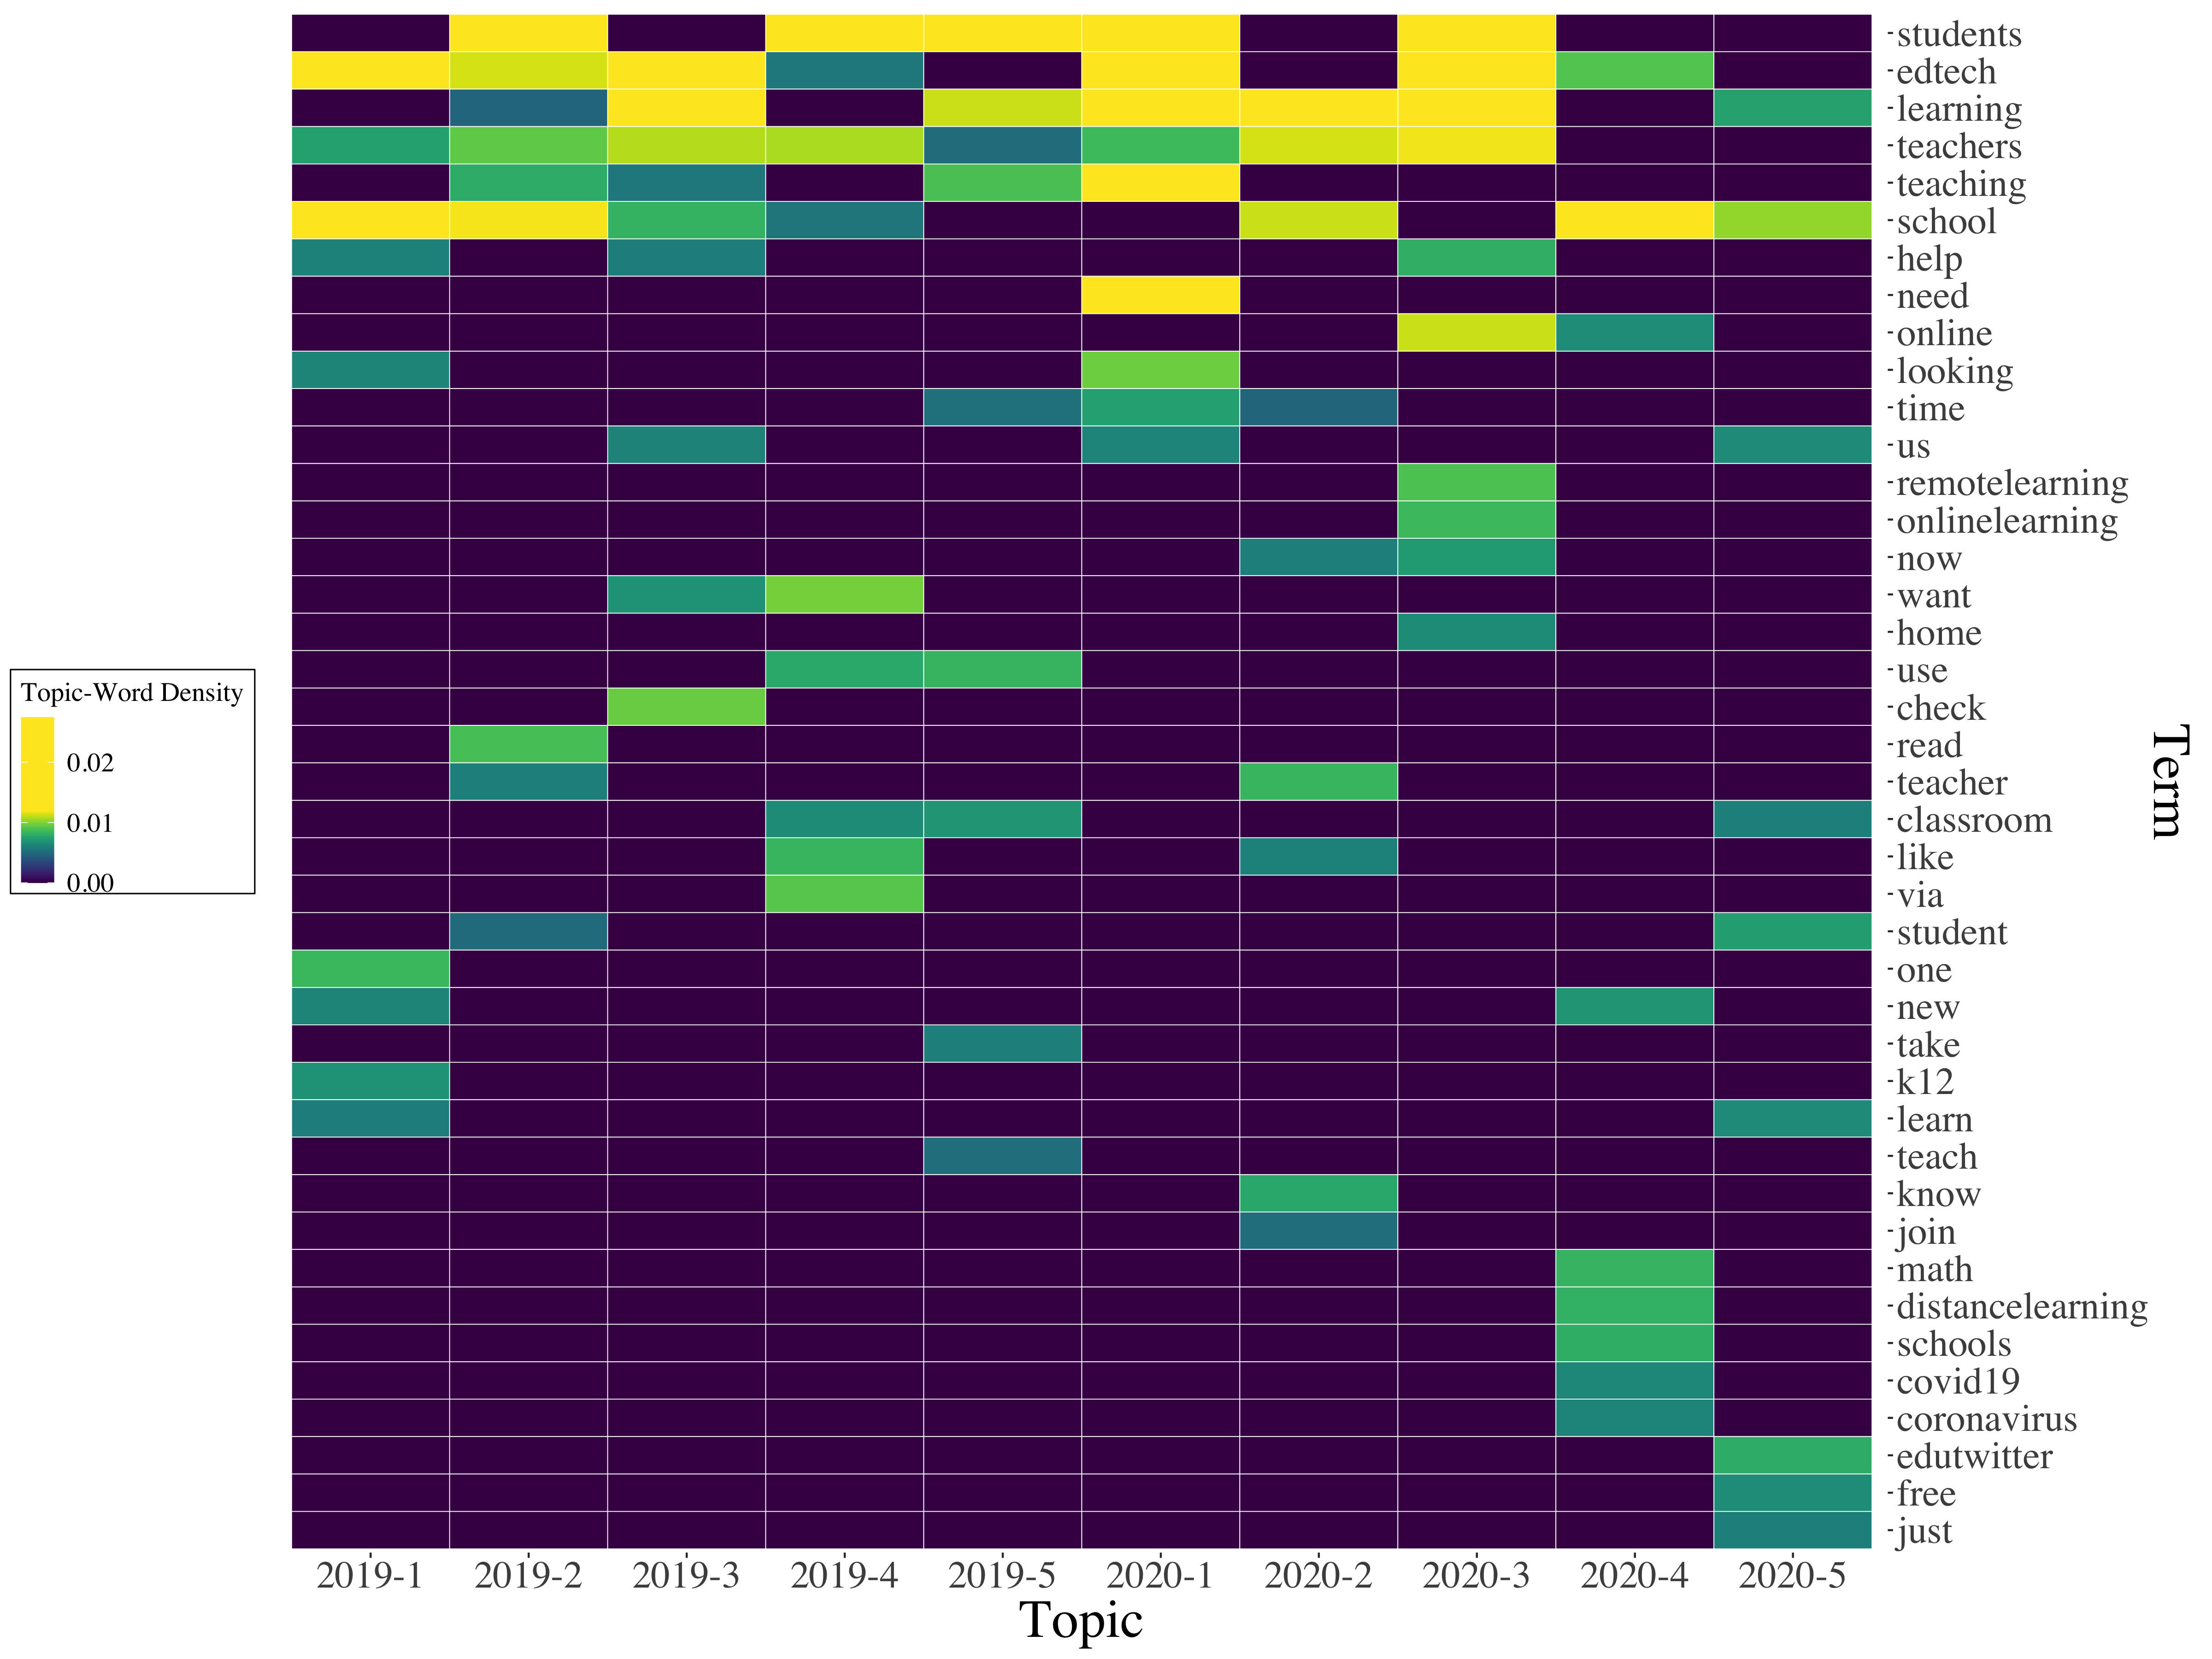 students
edtech
learning
teachers
teaching
school
help
need
online
looking
time
us
remotelearning
onlinelearning
now
want
home
use
check
read
teacher
classroom
like
via
student
one
new
take
k12
learn
teach
know
join
math
distancelearning
schools
covid19
coronavirus
edutwitter
free
just
Term
Topic-Word Density
0.02
0.01
0.00
2019-1 2019-2 2019-3 2019-4 2019-5 2020-1 2020-2 2020-3 2020-4 2020-5
Topic